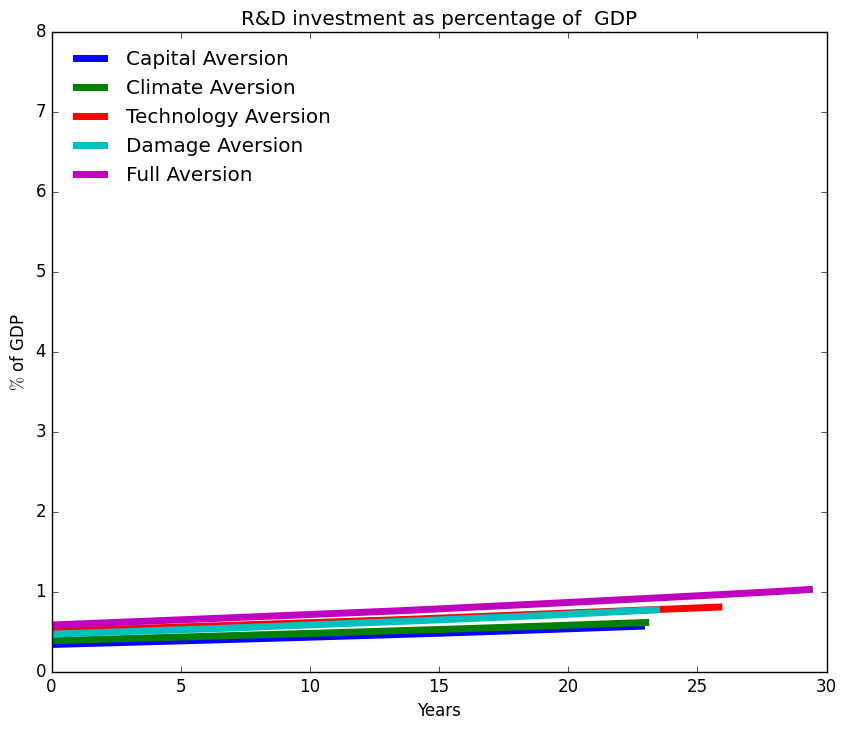 R&D investment as percentage of  GDP
Capital Aversion
Climate Aversion
Technology Aversion
Damage Aversion
Full Aversion
% of GDP
8
7
6
5
4
3
2
1
0
0 5 10 15 20 25 30
Years